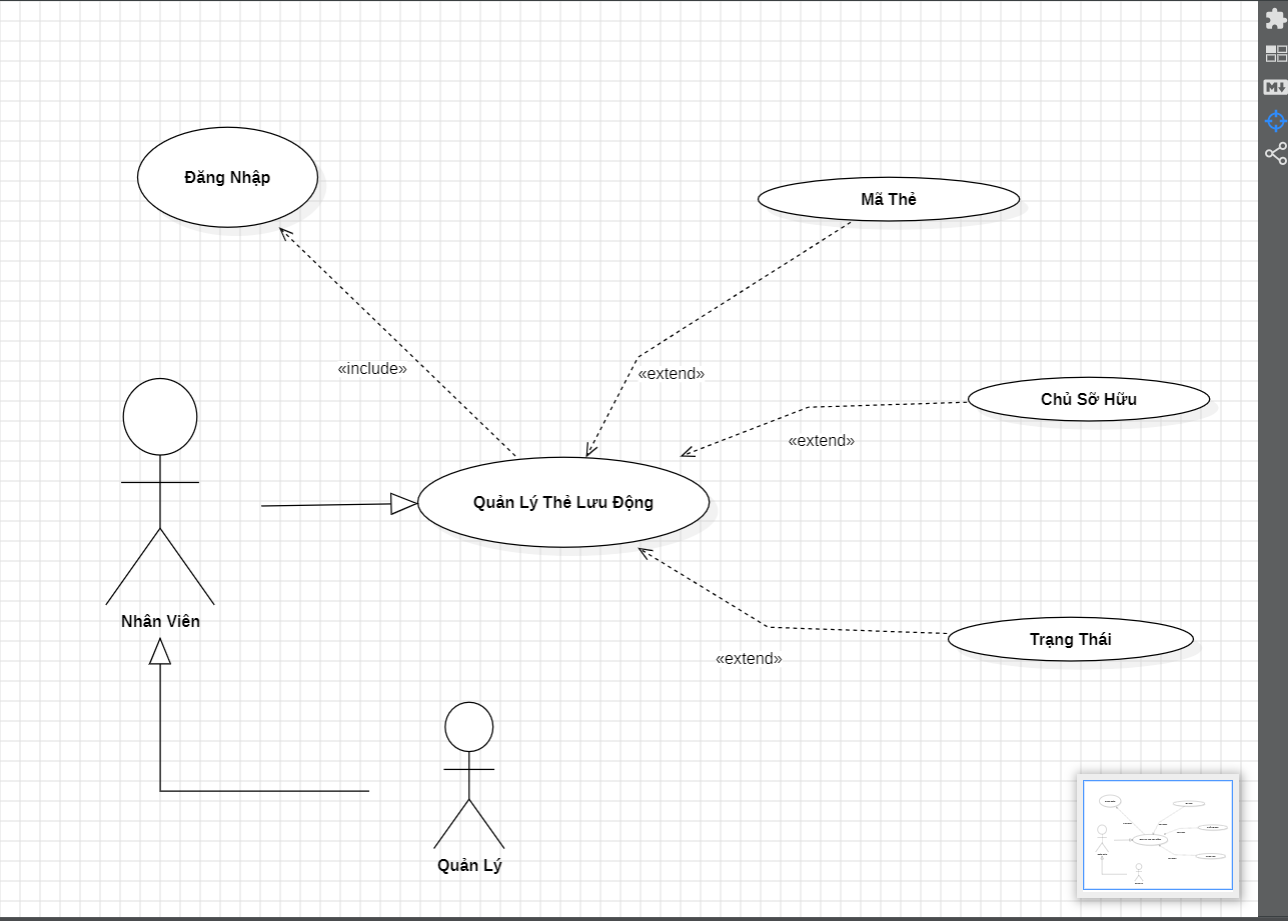 Đăng Nhập
Mã Thẻ
«include»
«extend»
Chủ Sỡ Hữu
«extend»
Quản Lý Thẻ Lưu Động
Nhân Viên
Trạng Thái
«extend»
Quản Lý
M